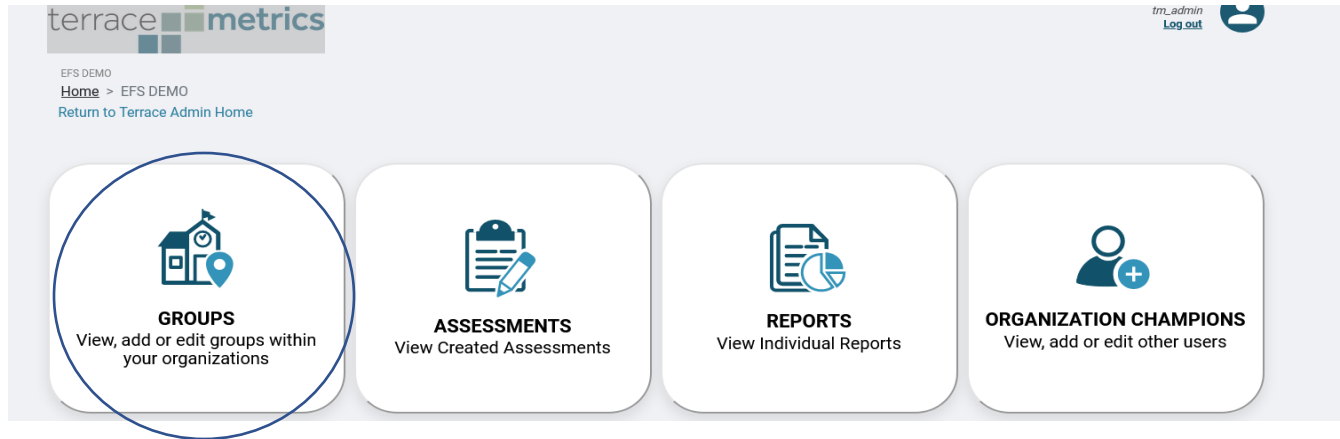 terrace metrics
tm_admin
Log out
EFS DEMO
Home > EFS DEMO
Return to Terrace Admin Home
GROUPS
View, add or edit groups within
your organizations
ASSESSMENTS
View Created Assessments
REPORTS
View Individual Reports
ORGANIZATION CHAMPIONS
View, add or edit other users